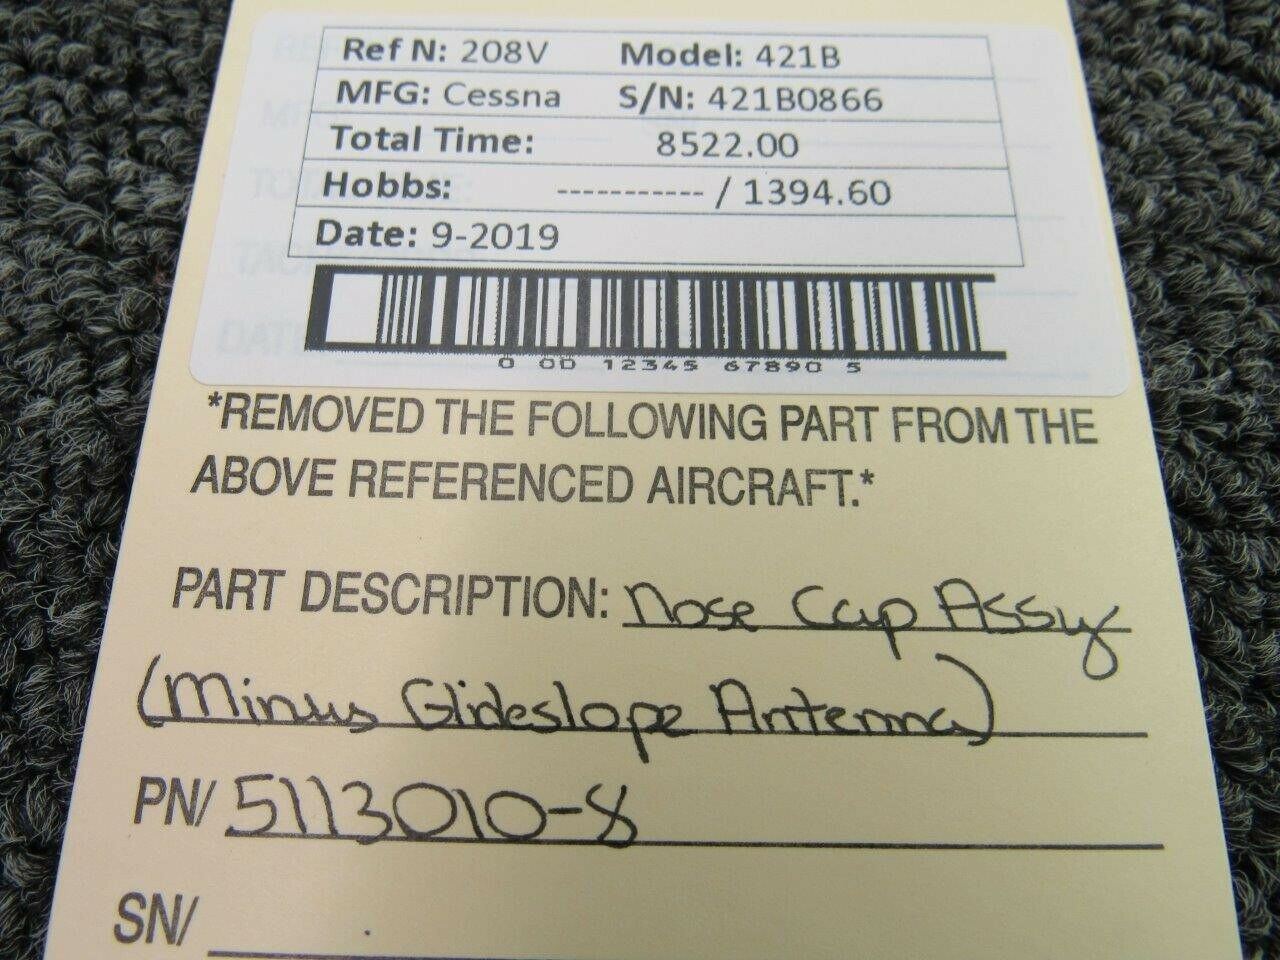 Ref N: 208V Model: 421B
MFG: Cessna S/N: 421B0866
Total Time: 8522.00
Hobbs: ----------- / 1394.60
Date: 9-2019
0 00 12345 67890 5
*REMOVED THE FOLLOWING PART FROM THE
ABOVE REFERENCED AIRCRAFT.*
PART DESCRIPTION: Nose Cap Assy
(Minus Glideslope Antenna)
PN/ 5113010-8
SN/